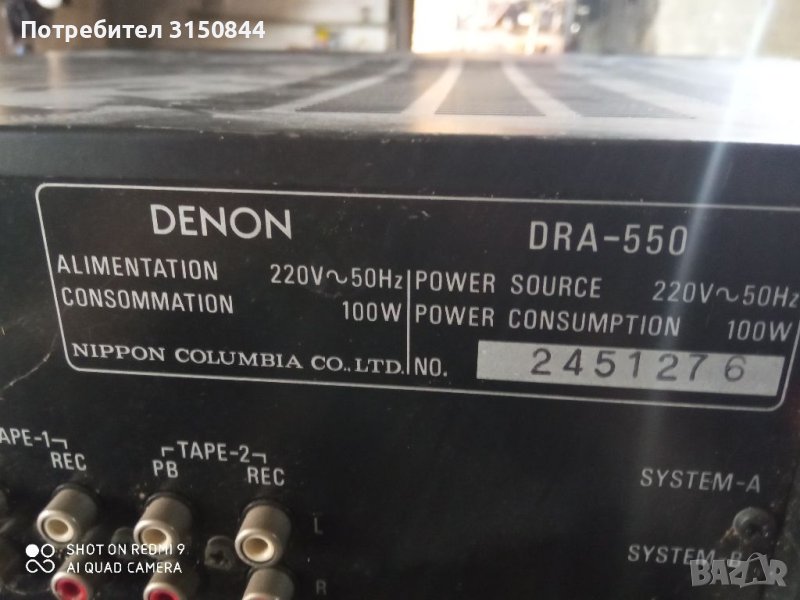 Потребител 3150844
DENON
DRA-550
ALIMENTATION 220V~50Hz
POWER SOURCE 220V~50Hz
CONSOMMATION 100W
POWER CONSUMPTION 100W
NIPPON COLUMBIA CO.,LTD.
NO. 2451276
TAPE-1
TAPE-2
REC PB REC
SYSTEM-A
L
SYSTEM-B
R
SHOT ON REDMI 9
AI QUAD CAMERA
BAZAR